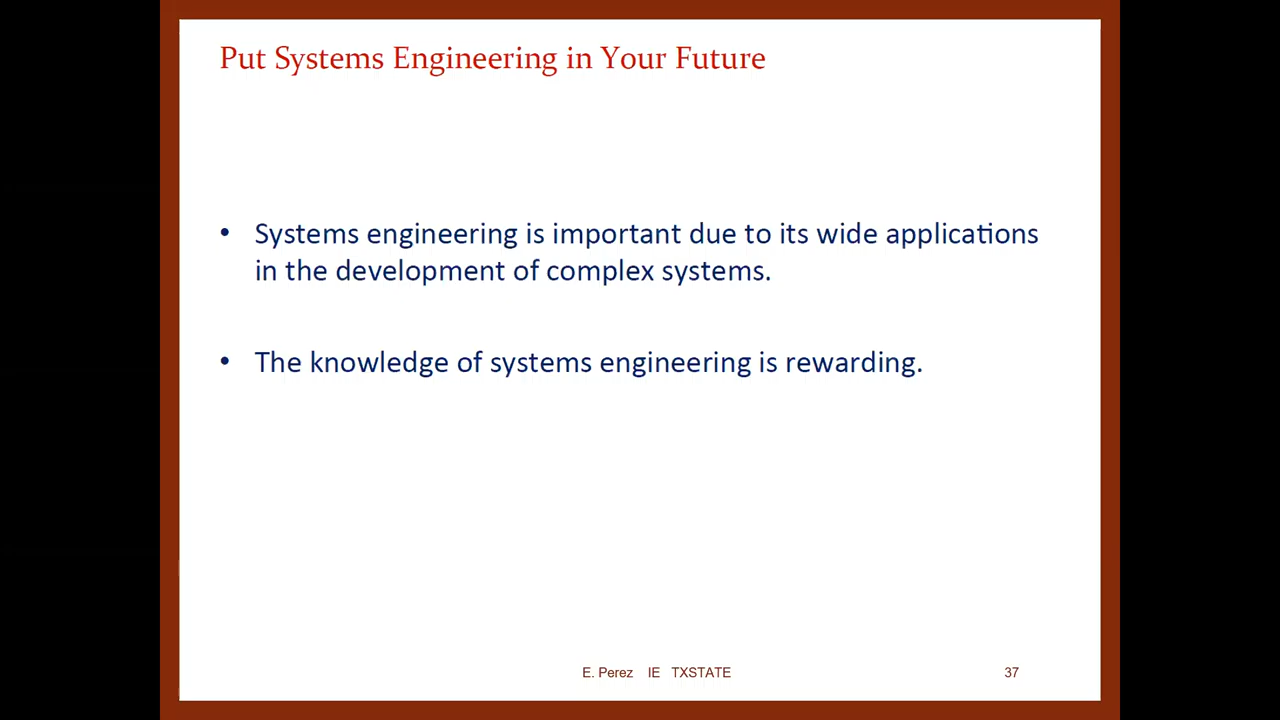 Put Systems Engineering in Your Future
• Systems engineering is important due to its wide applications
in the development of complex systems.
• The knowledge of systems engineering is rewarding.
E. Perez IE TXSTATE 37